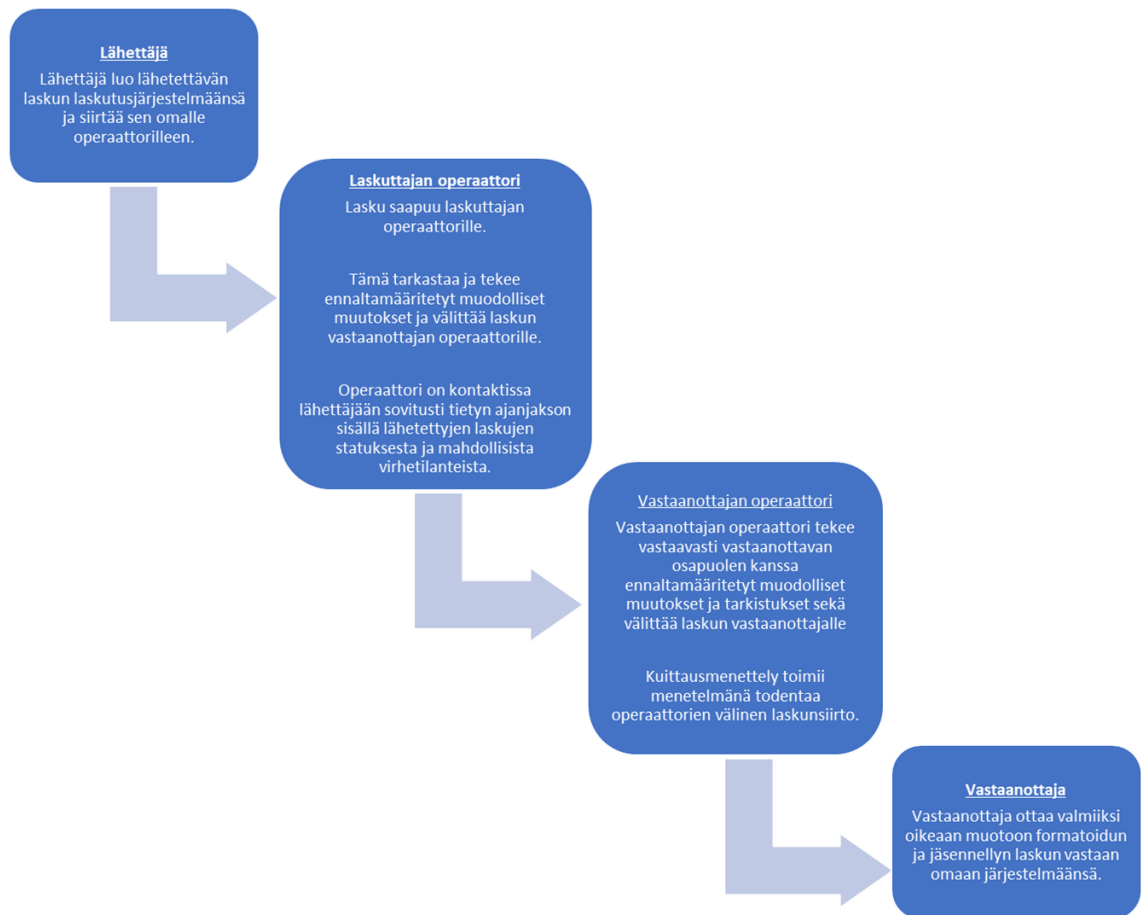 Lähettäjä
Lähettäjä luo lähetettävän
laskun laskutusjärjestelmäänsä
ja siirtää sen omalle
operaattorilleen.
Laskuttajan operaattori
Lasku saapuu laskuttajan
operaattorille.
Tämä tarkastaa ja tekee
ennaltamääritetyt muodolliset
muutokset ja välittää laskun
vastaanottajan operaattorille.
Operaattori on kontaktissa
lähettäjään sovitusti tietyn ajanjakson
sisällä lähetettyjen laskujen
statuksesta ja mahdollisista
virhetilanteista.
Vastaanottajan operaattori
Vastaanottajan operaattori tekee
vastaavasti vastaanottavan
osapuolen kanssa
ennaltamääritetyt muodolliset
muutokset ja tarkistukset sekä
välittää laskun vastaanottajalle
Kuittausmenettely toimii
menetelmänä todentaa
operaattorien välinen laskunsiirto.
Vastaanottaja
Vastaanottaja ottaa valmiiksi
oikeaan muotoon formatoidun
ja jäsennellyn laskun vastaan
omaan järjestelmäänsä.